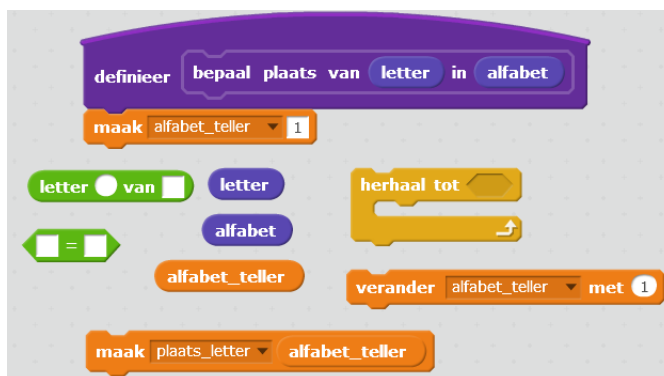 definieer bepaal plaats van letter in alfabet
maak alfabet_teller 1
letter van letter herhaal tot
alfabet
=
alfabet_teller
verander alfabet_teller met 1
maak plaats_letter alfabet_teller